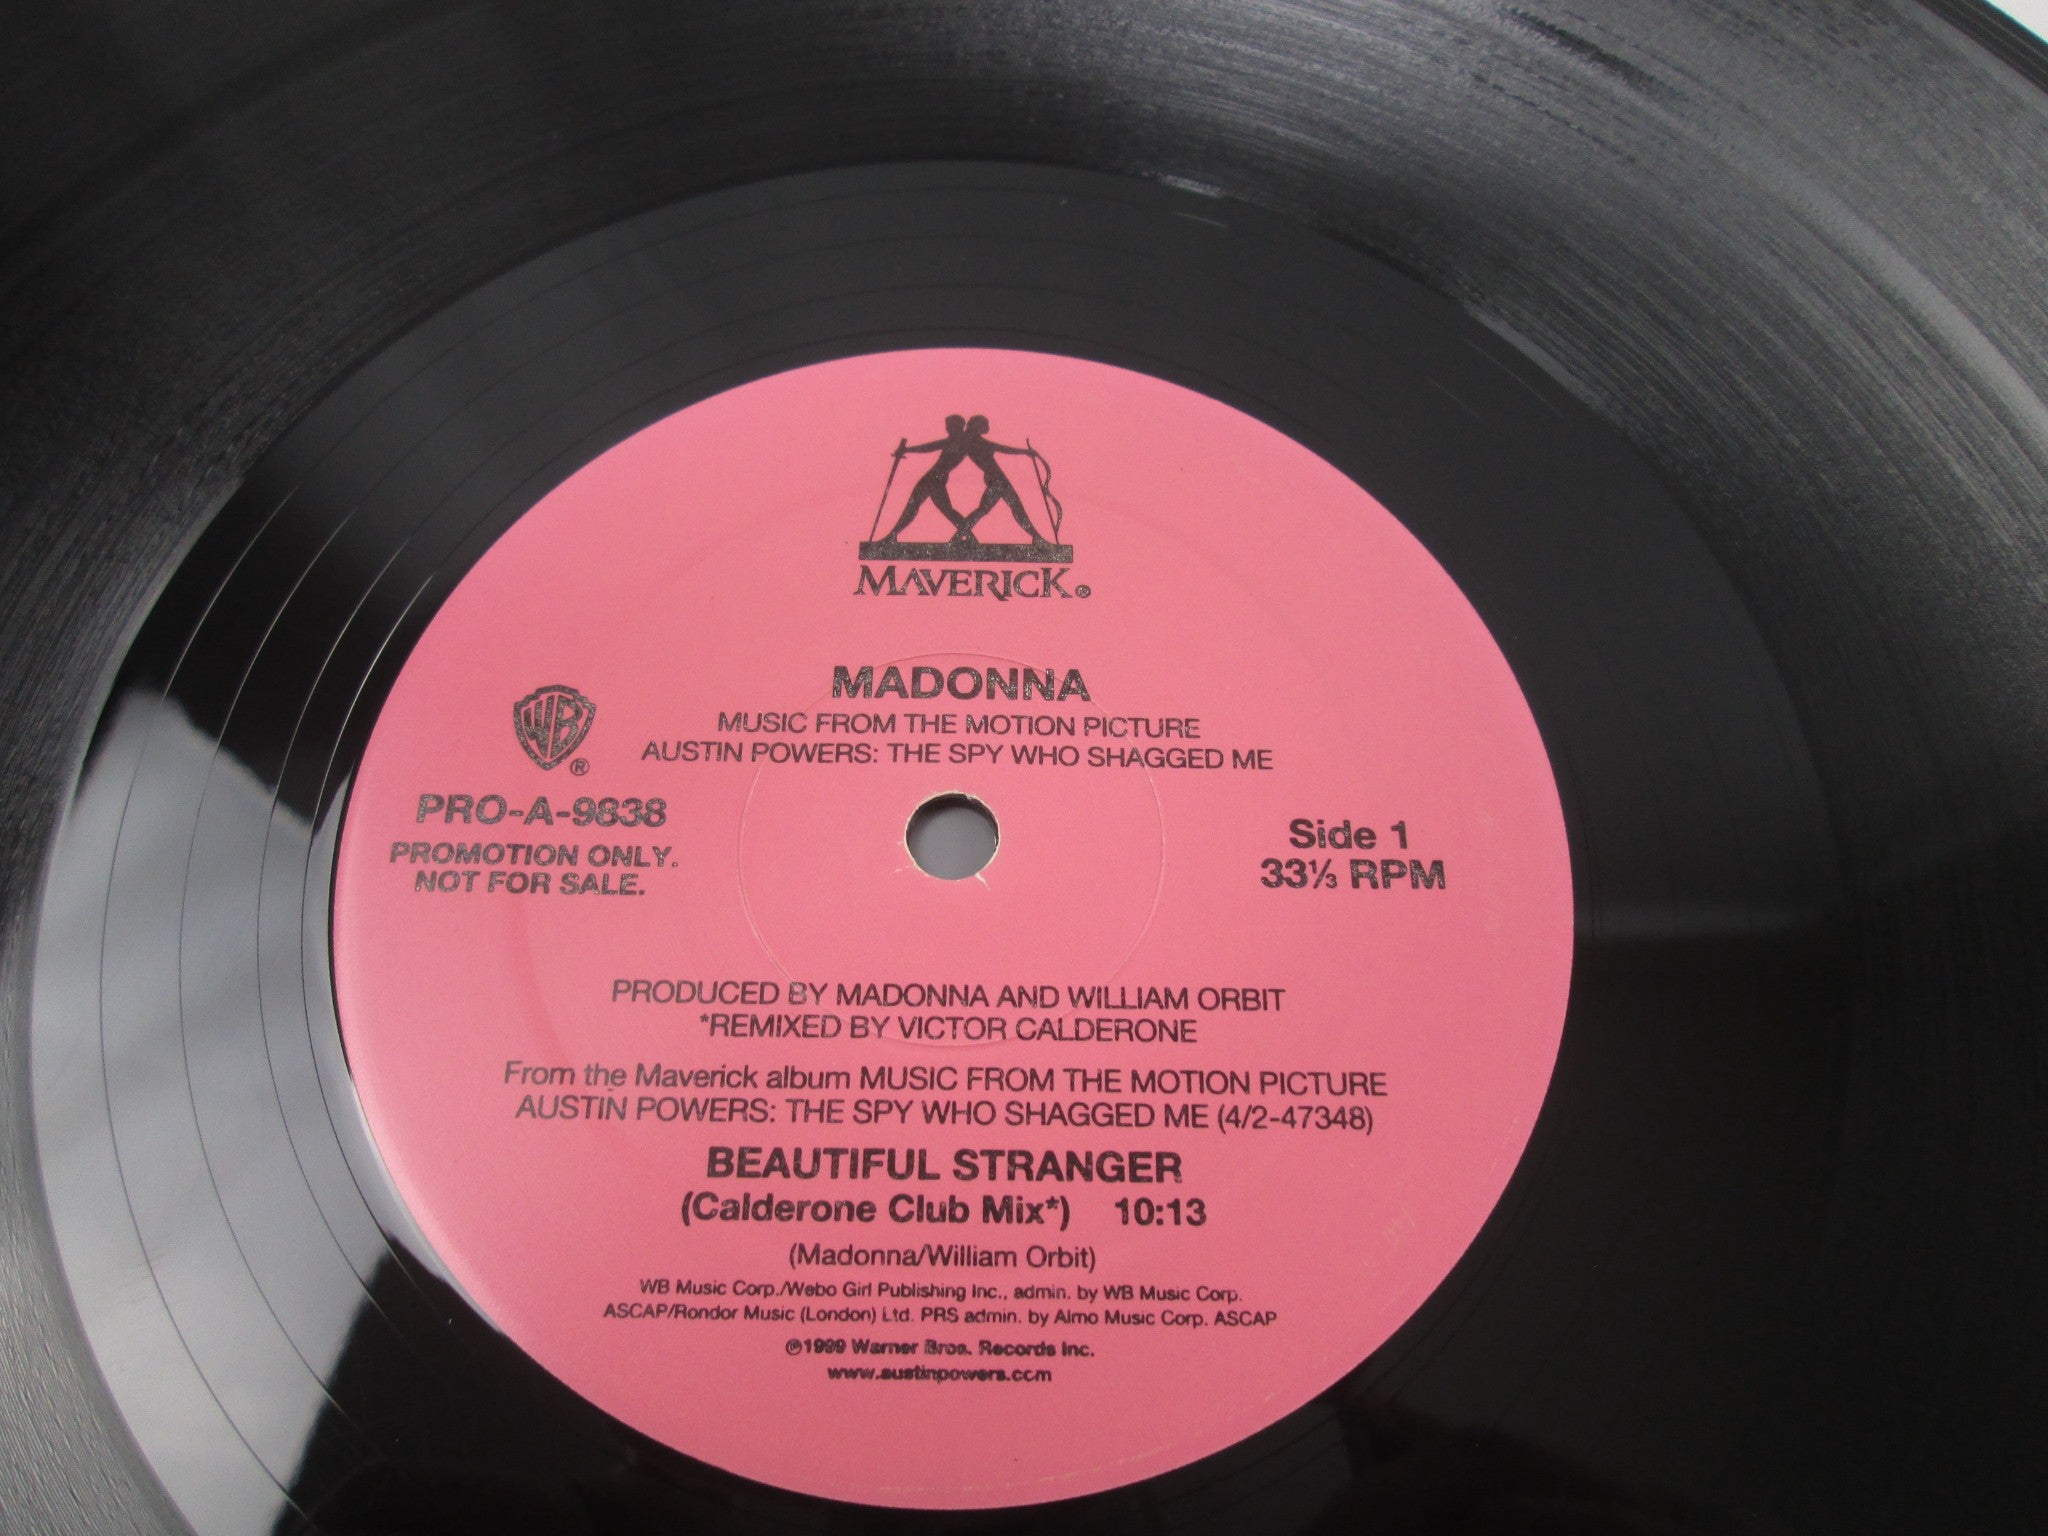 MAVERICK®
MADONNA
MUSIC FROM THE MOTION PICTURE
AUSTIN POWERS: THE SPY WHO SHAGGED ME
WB®
PRO-A-9838
PROMOTION ONLY.
NOT FOR SALE.
Side 1
33⅓ RPM
PRODUCED BY MADONNA AND WILLIAM ORBIT
*REMIXED BY VICTOR CALDERONE
From the Maverick album MUSIC FROM THE MOTION PICTURE
AUSTIN POWERS: THE SPY WHO SHAGGED ME (4/2-47348)
BEAUTIFUL STRANGER
(Calderone Club Mix*) 10:13
(Madonna/William Orbit)
WB Music Corp./Webo Girl Publishing Inc., admin. by WB Music Corp.
ASCAP/Rondor Music (London) Ltd. PRS admin. by Almo Music Corp. ASCAP
℗1999 Warner Bros. Records Inc.
www.austinpowers.com